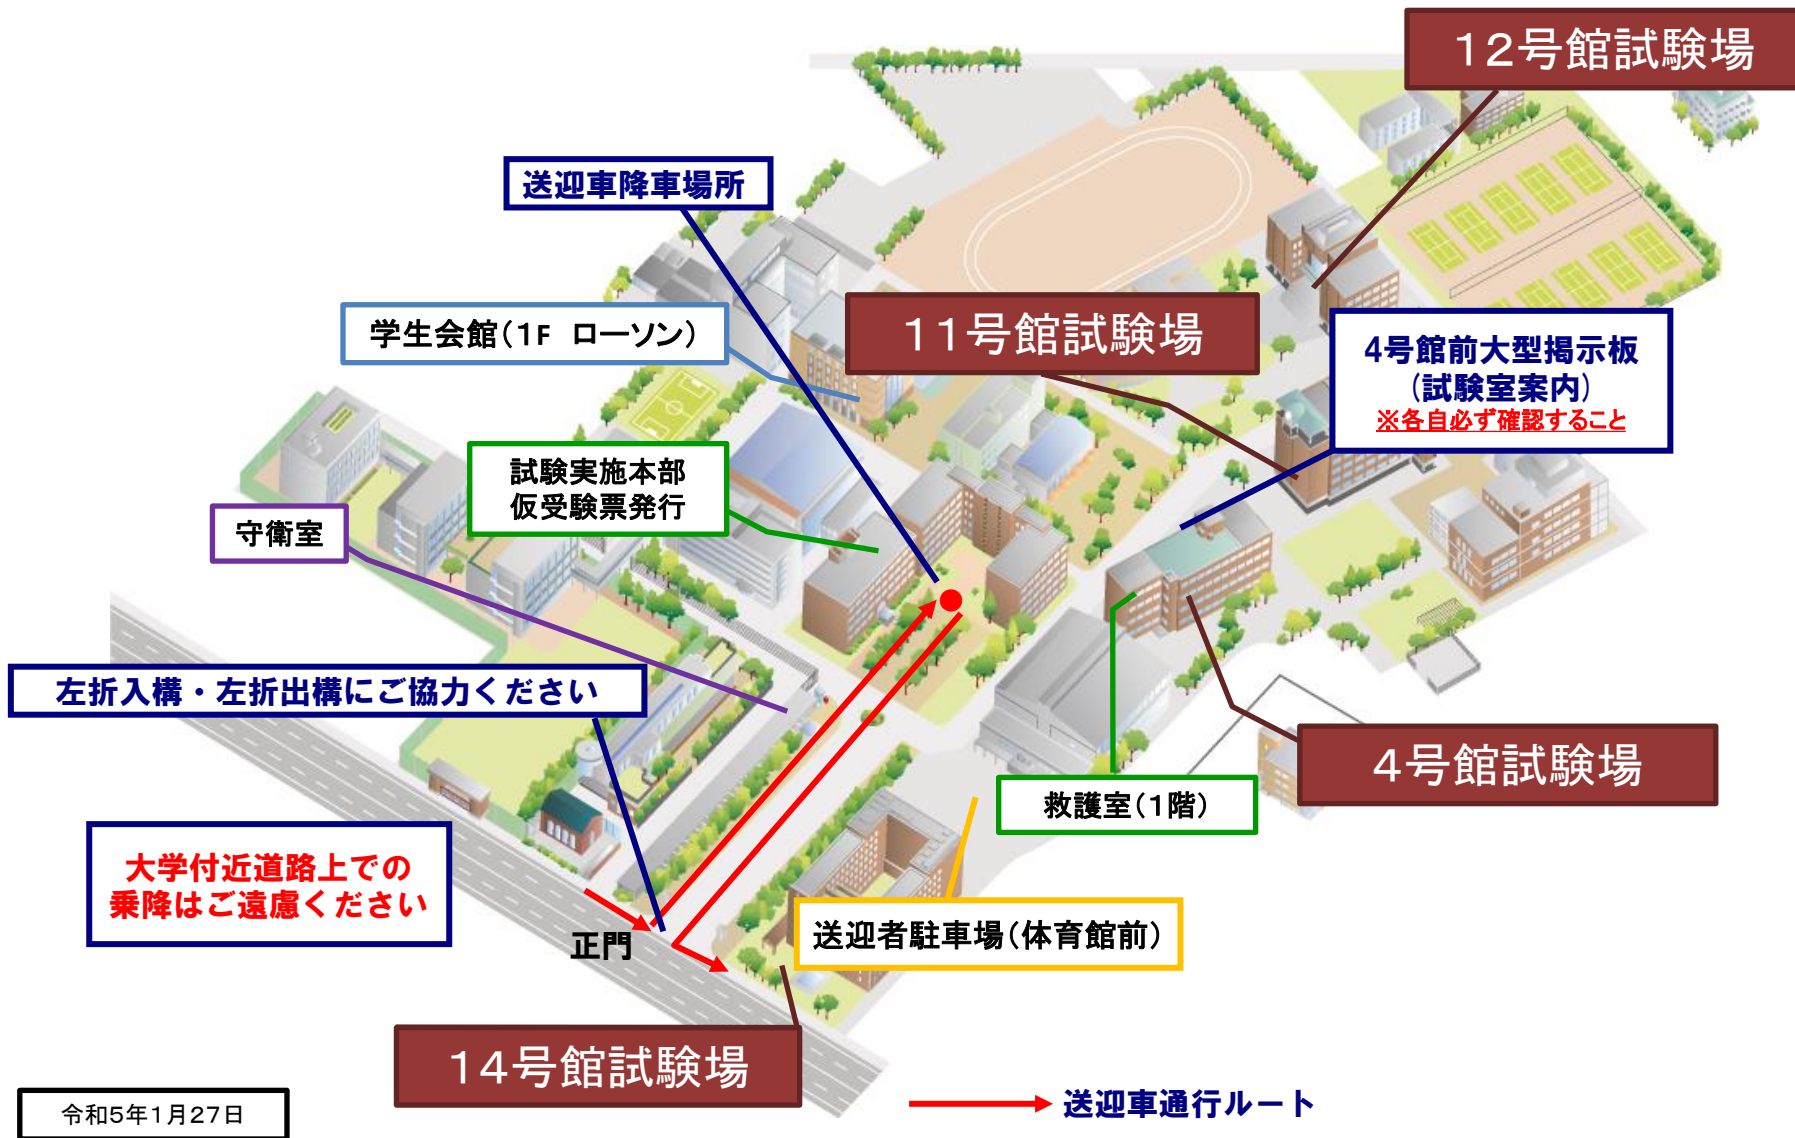 12号館試験場
送迎車降車場所
学生会館(1F ローソン)
11号館試験場
4号館前大型掲示板
(試験室案内)
※各自必ず確認すること
試験実施本部
仮受験票発行
守衛室
左折入構・左折出構にご協力ください
4号館試験場
救護室(1階)
大学付近道路上での
乗降はご遠慮ください
正門
送迎者駐車場(体育館前)
14号館試験場
送迎車通行ルート
令和5年1月27日